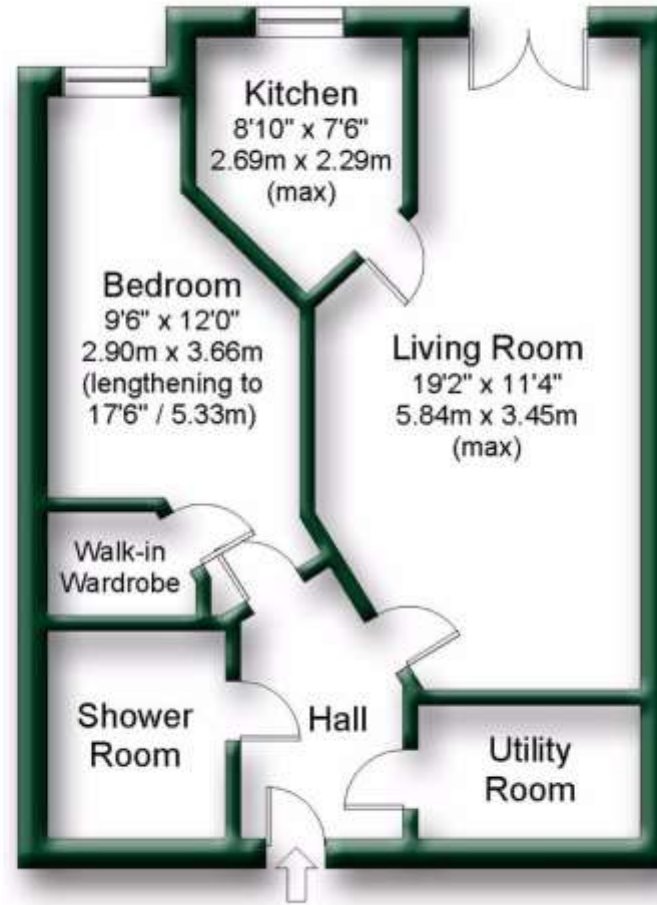 Kitchen
8'10" x 7'6"
2.69m x 2.29m
(max)
Bedroom
9'6" x 12'0"
2.90m x 3.66m
(lengthening to
17'6" / 5.33m)
Living Room
19'2" x 11'4"
5.84m x 3.45m
(max)
Walk-in
Wardrobe
Shower
Room
Hall
Utility
Room